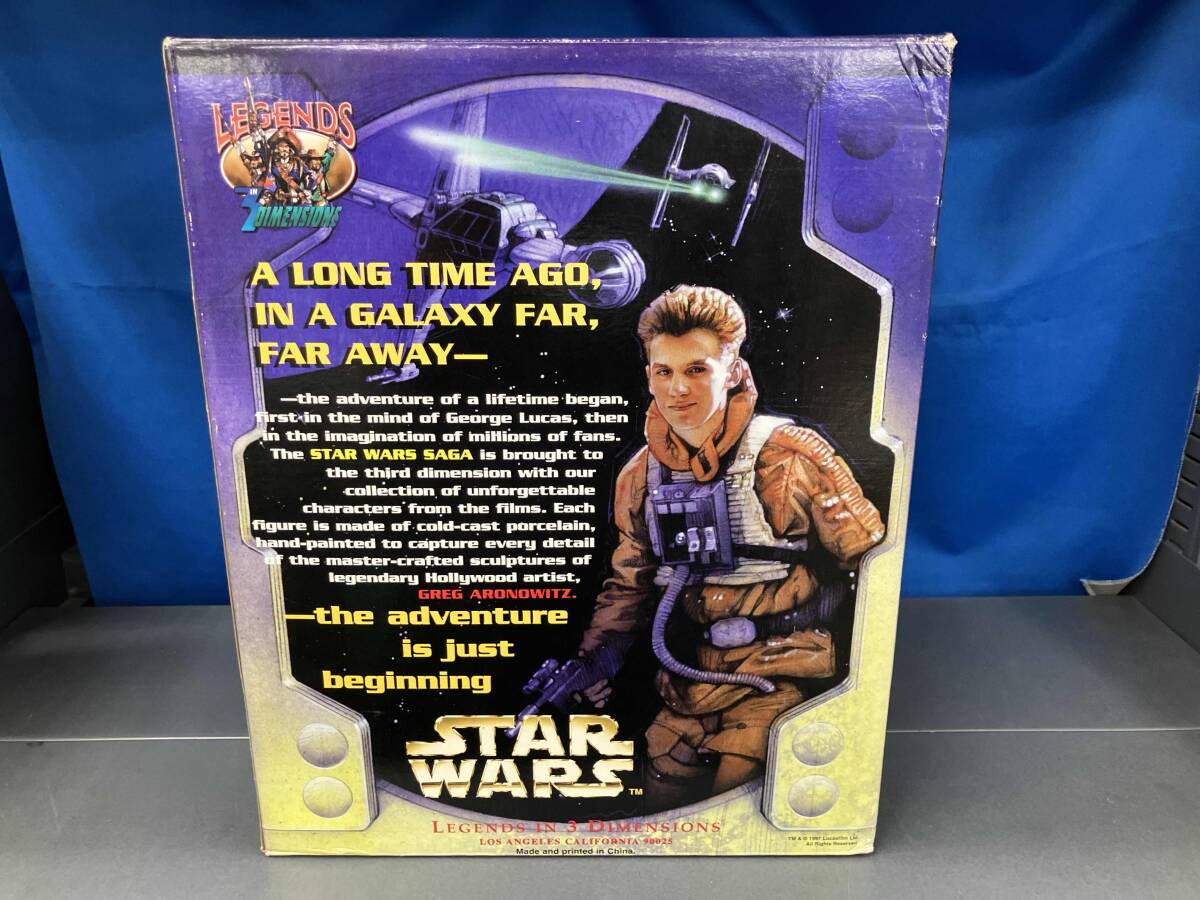 LEGENDS
IN
3 DIMENSIONS
A LONG TIME AGO,
IN A GALAXY FAR,
FAR AWAY—
—the adventure of a lifetime began,
first in the mind of George Lucas, then
in the imagination of millions of fans.
The STAR WARS SAGA is brought to
the third dimension with our
collection of unforgettable
characters from the films. Each
figure is made of cold-cast porcelain,
hand-painted to capture every detail
of the master-crafted sculptures of
legendary Hollywood artist,
GREG ARONOWITZ.
—the adventure
is just
beginning
STAR
WARS
TM
LEGENDS IN 3 DIMENSIONS
LOS ANGELES CALIFORNIA 90025
Made and printed in China.
TM & © 1997 Lucasfilm Ltd.
All Rights Reserved